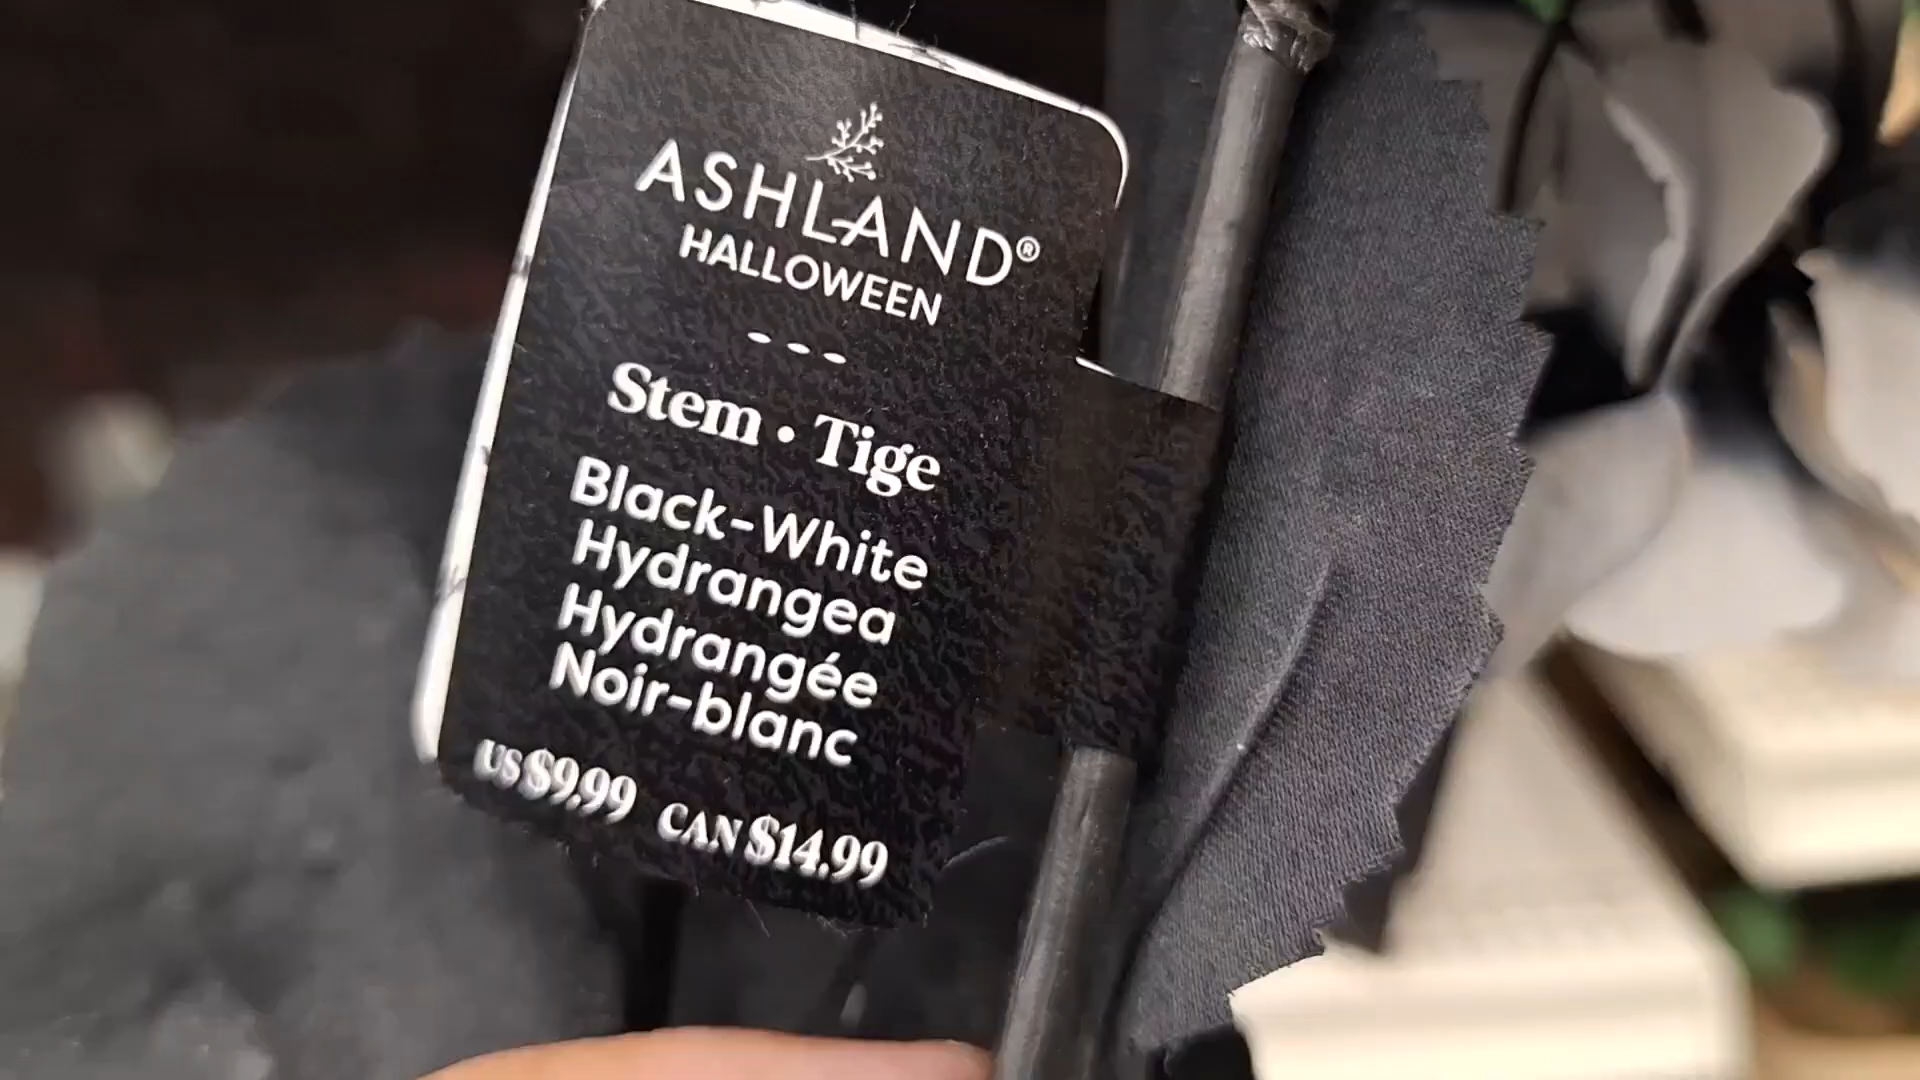 ASHLAND®
HALLOWEEN
Stem • Tige
Black-White
Hydrangea
Hydrangée
Noir-blanc
US $9.99 CAN $14.99